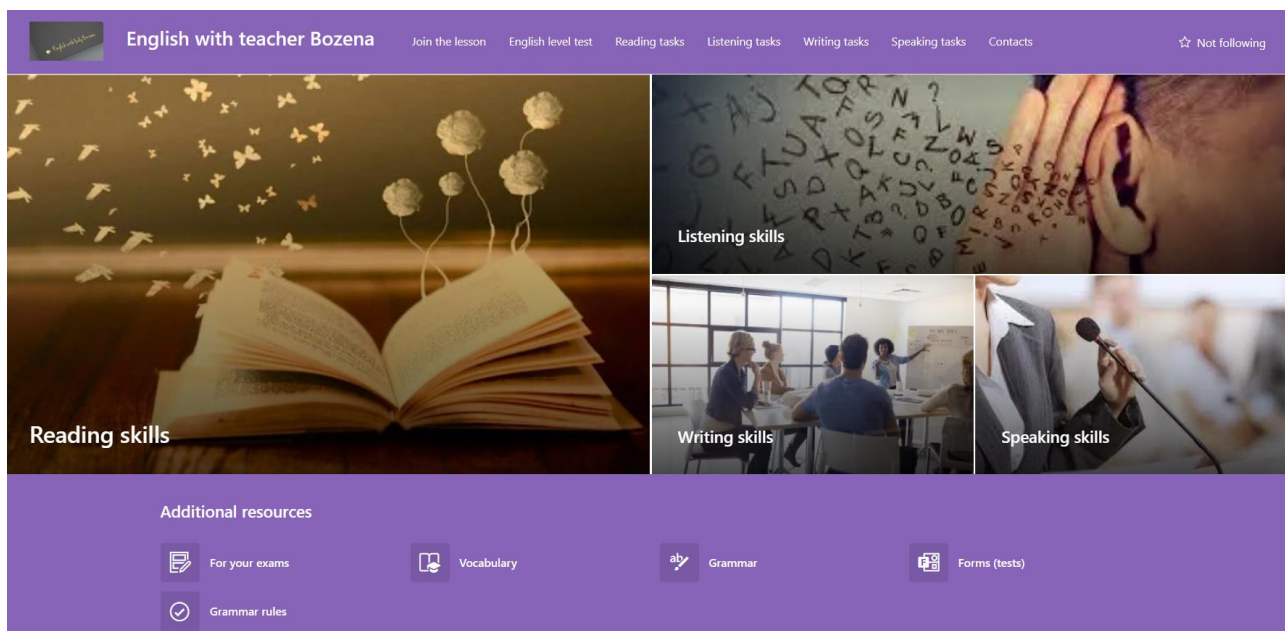 English with teacher Bozena
Join the lesson
English level test
Reading tasks
Listening tasks
Writing tasks
Speaking tasks
Contacts
Not following
Reading skills
Listening skills
Writing skills
Speaking skills
Additional resources
For your exams
Vocabulary
Grammar
Forms (tests)
Grammar rules